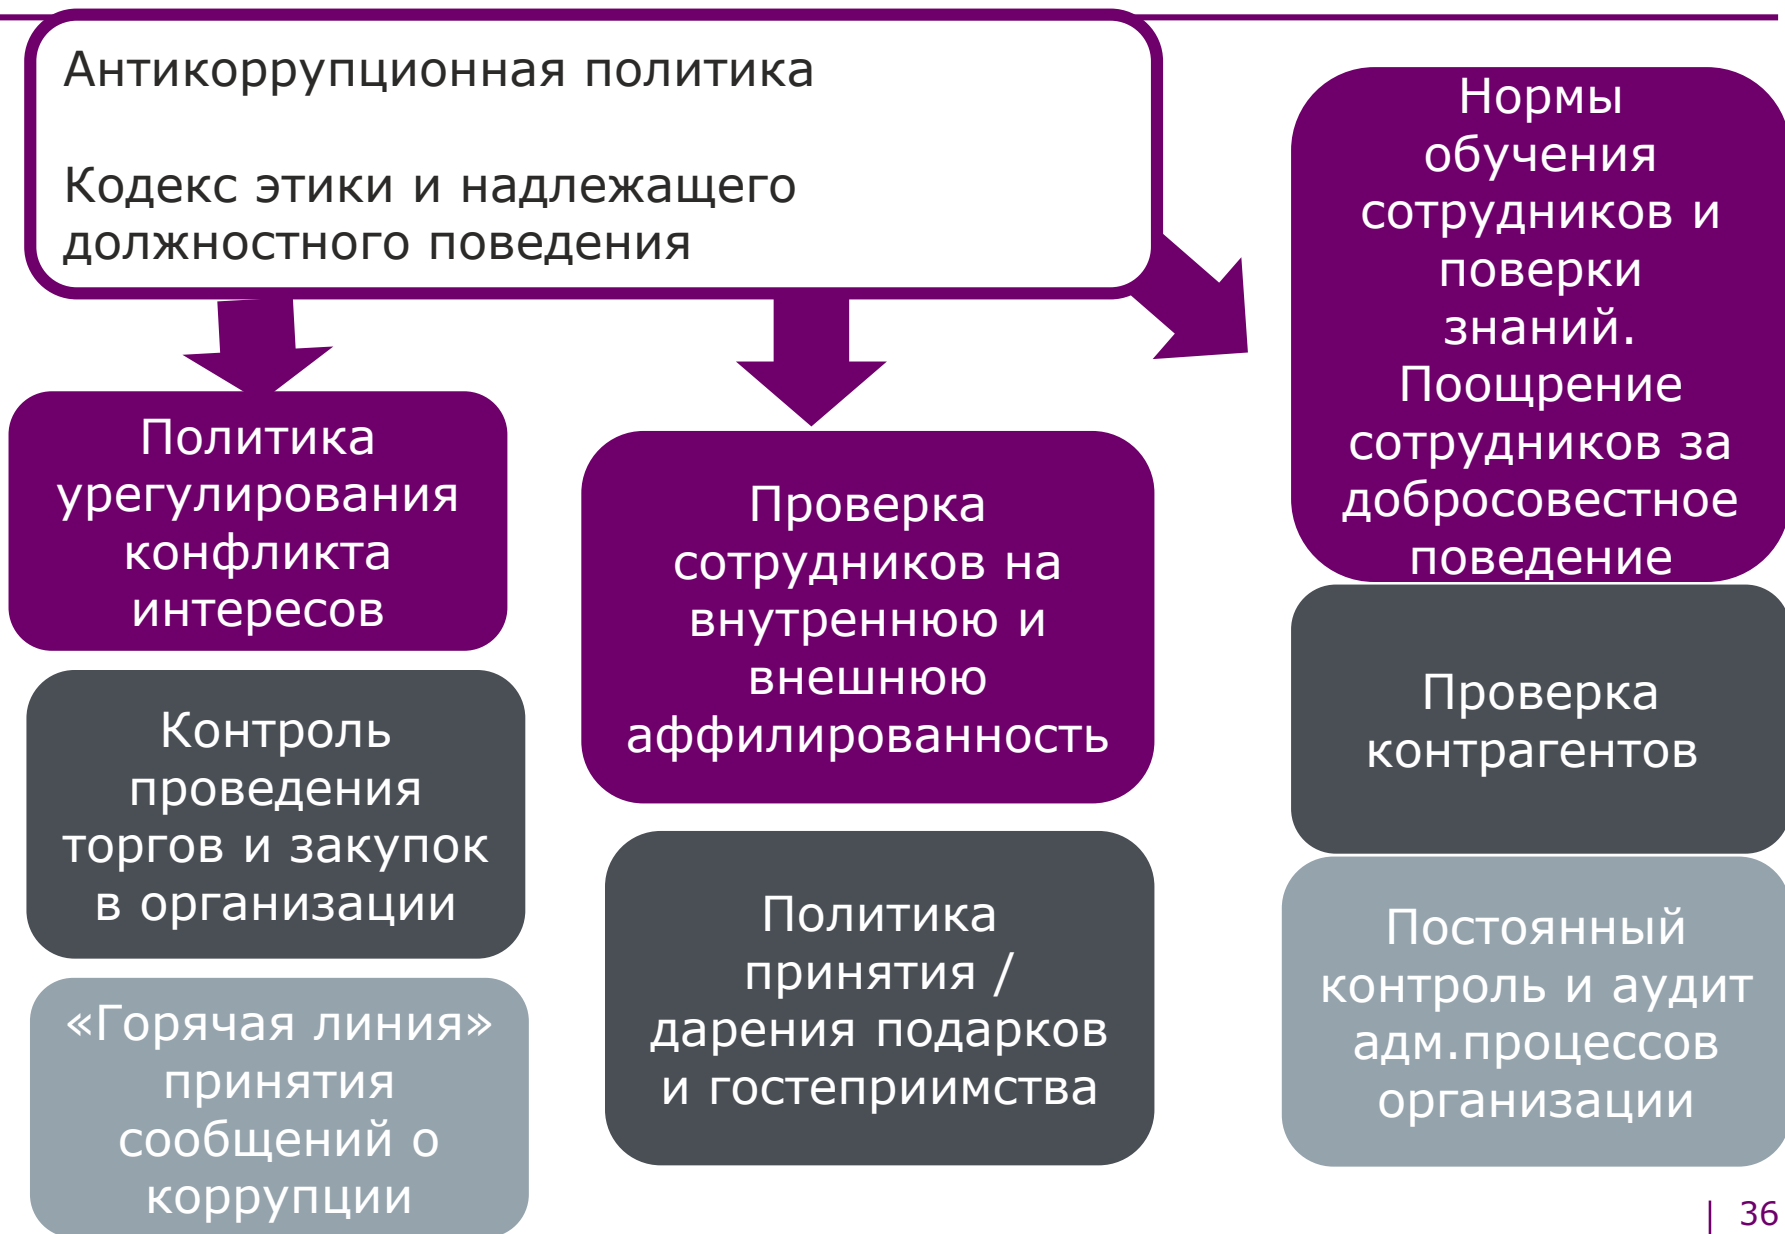 Антикоррупционная политика
Кодекс этики и надлежащего
должностного поведения
Политика
урегулирования
конфликта
интересов
Контроль
проведения
торгов и закупок
в организации
«Горячая линия»
принятия
сообщений о
коррупции
Проверка
сотрудников на
внутреннюю и
внешнюю
аффилированность
Политика
принятия /
дарения подарков
и гостеприимства
Нормы
обучения
сотрудников и
поверки
знаний.
Поощрение
сотрудников за
добросовестное
поведение
Проверка
контрагентов
Постоянный
контроль и аудит
адм.процессов
организации
| 36